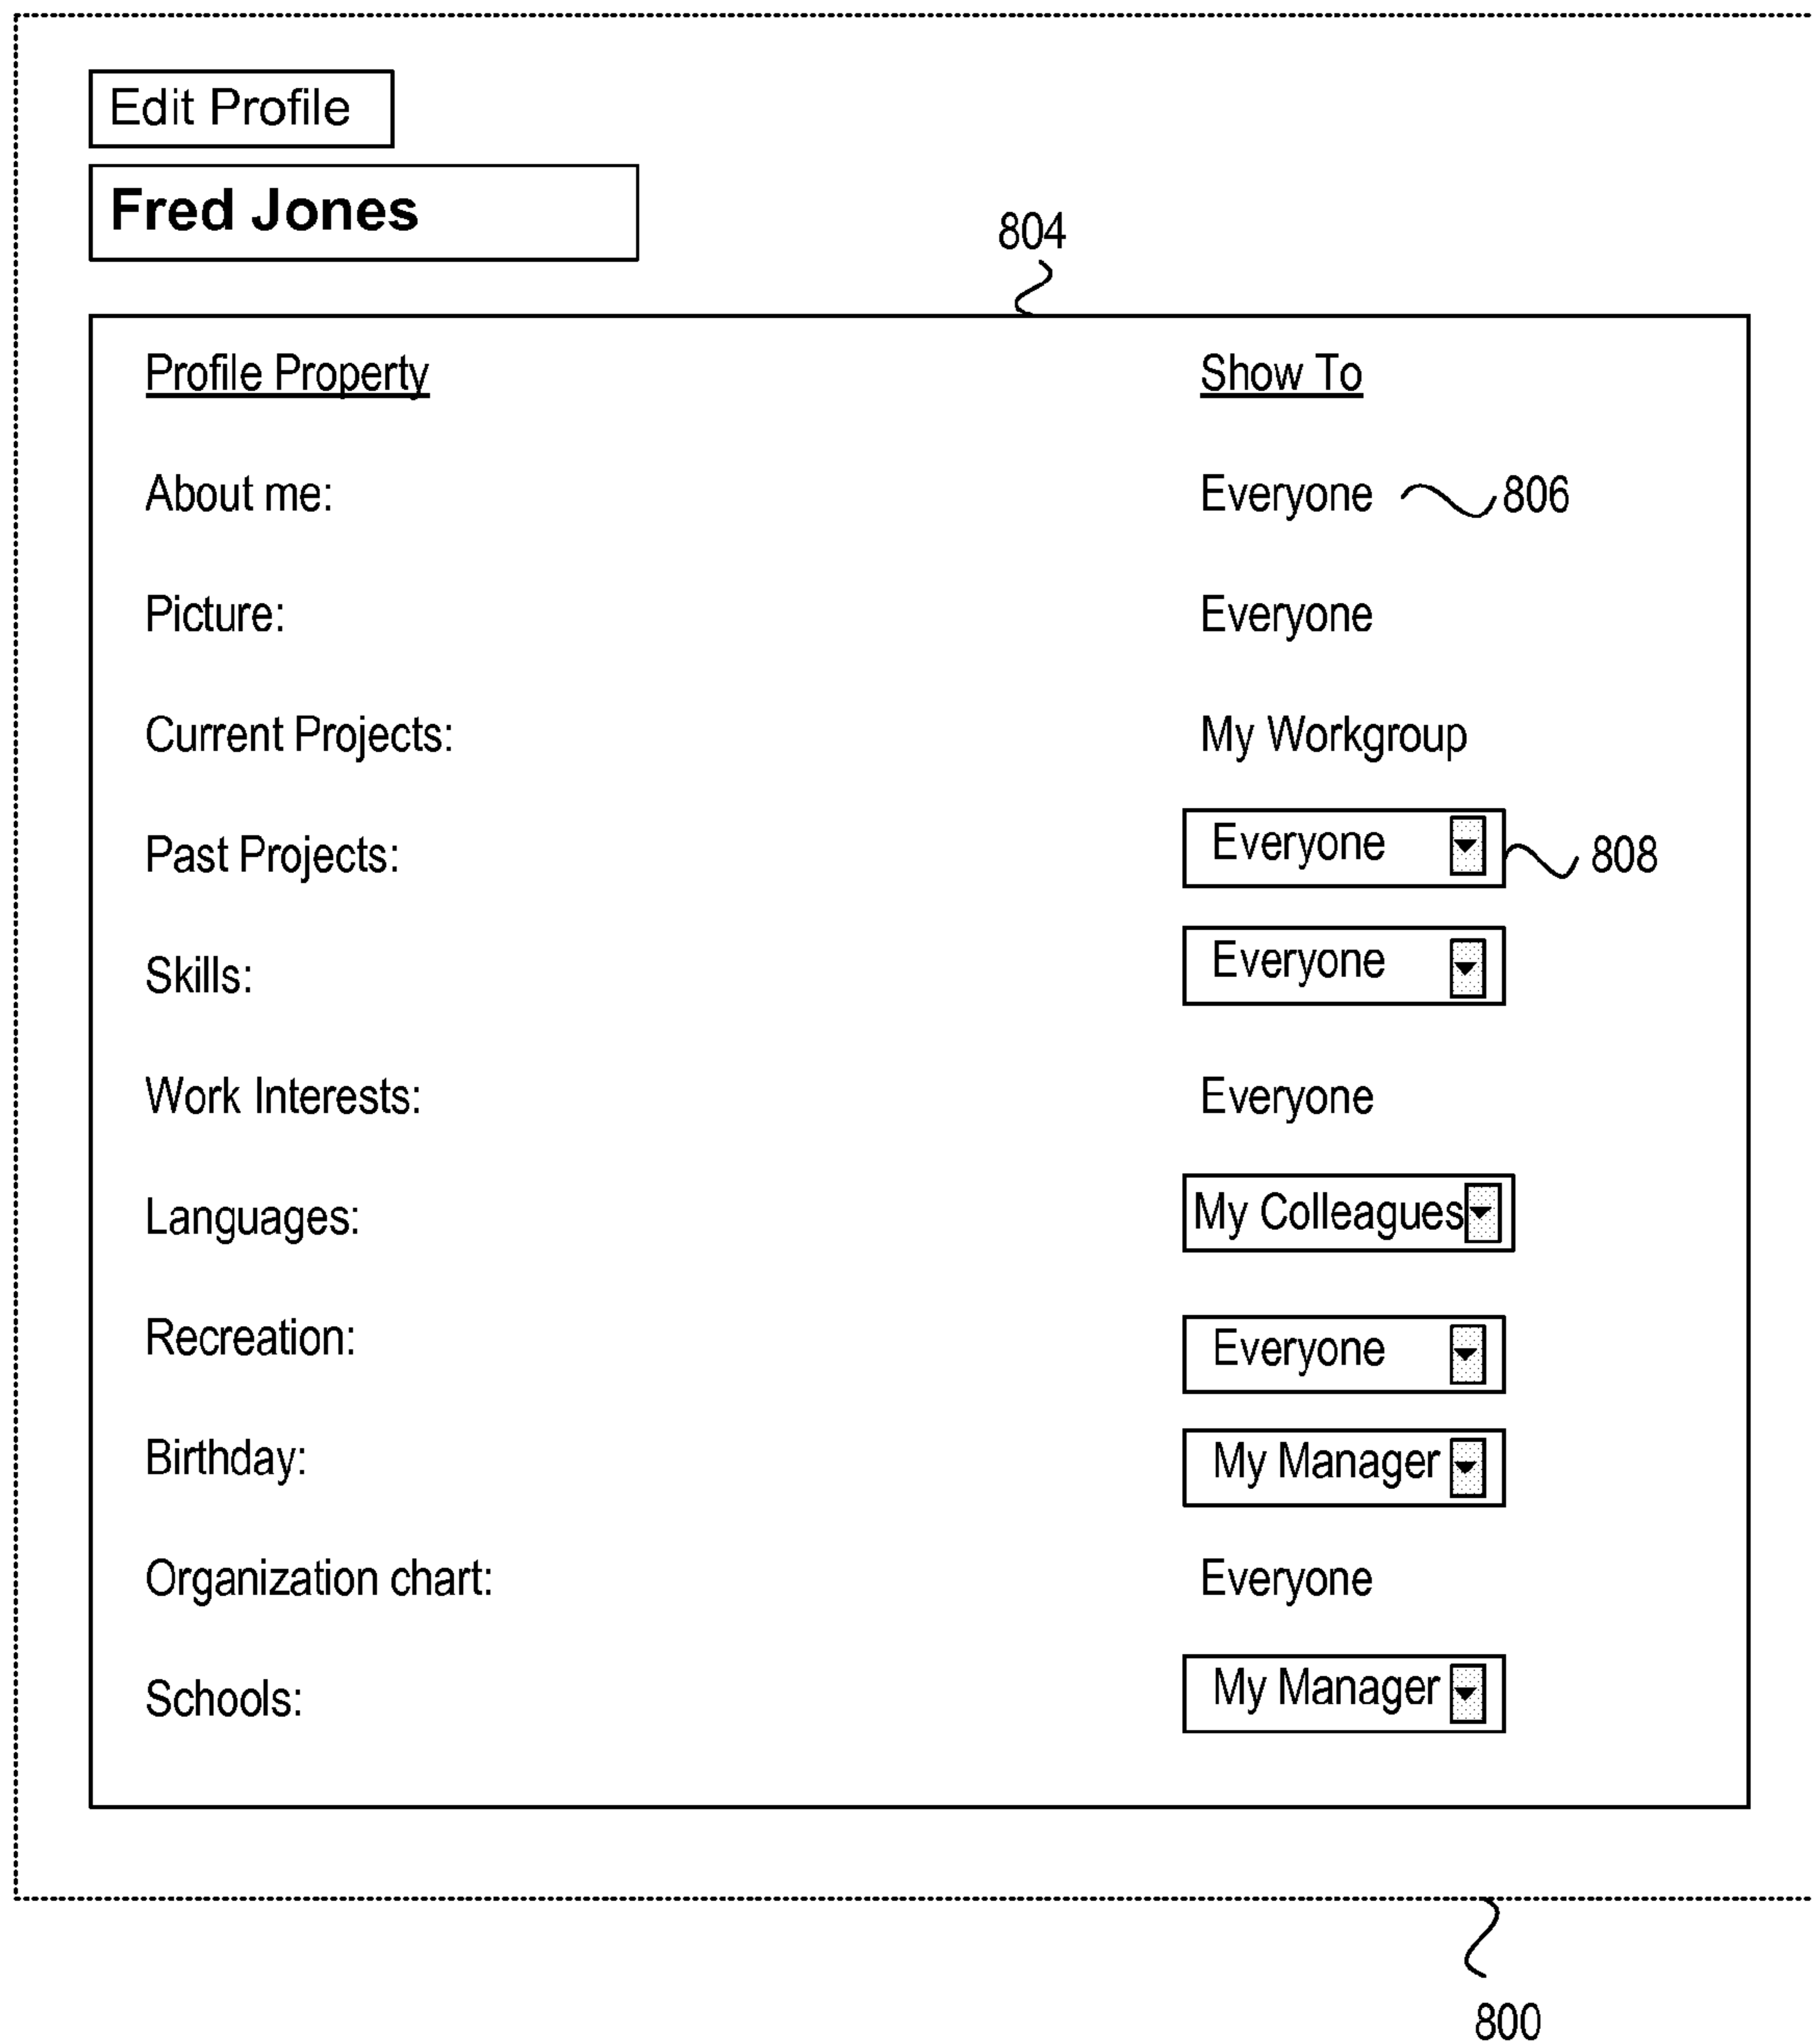 Edit Profile
Fred Jones
804
Profile Property Show To
About me: Everyone 806
Picture: Everyone
Current Projects: My Workgroup
Past Projects: Everyone 808
Skills: Everyone
Work Interests: Everyone
Languages: My Colleagues
Recreation: Everyone
Birthday: My Manager
Organization chart: Everyone
Schools: My Manager
800